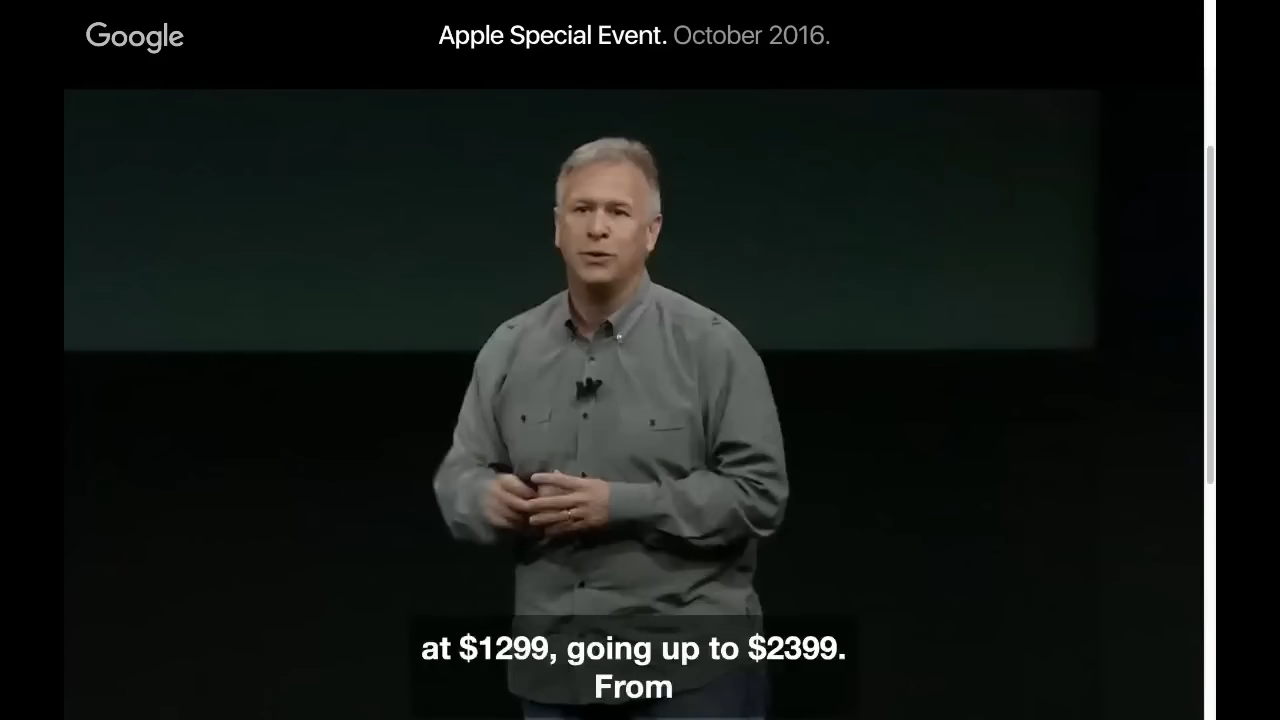 Google
Apple Special Event. October 2016.
at $1299, going up to $2399.
From